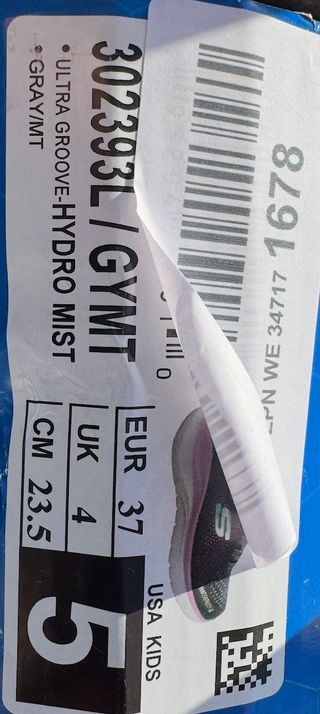 302393L / GYMT
• ULTRA GROOVE-HYDRO MIST
• GRAY/MT
EUR 37
UK 4
CM 23.5
USA KIDS
5
S
WE 34717 1678